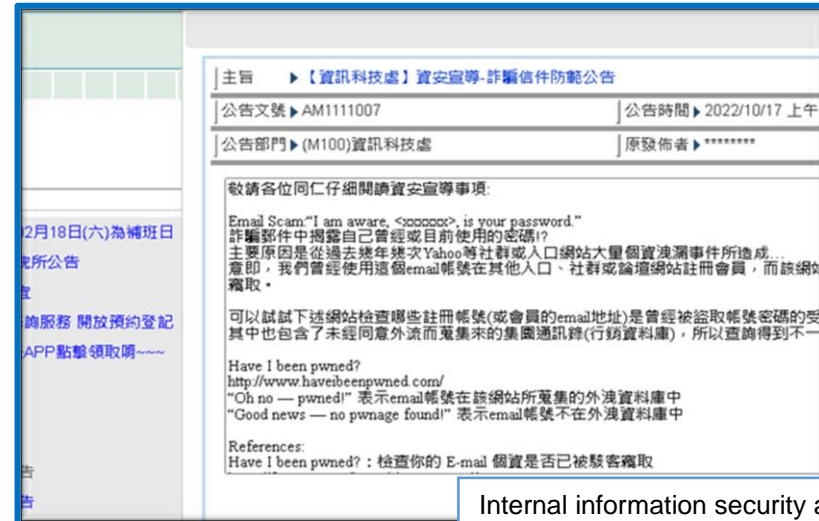 主旨 ▶【資訊科技處】資安宣導-詐騙信件防範公告
公告文號 ▶ AM1111007
公告時間 ▶ 2022/10/17 上午
公告部門 ▶ (M100)資訊科技處
原發佈者 ▶ ********
敬請各位同仁仔細閱讀資安宣導事項:
Email Scam:“I am aware, <xxxxxx>, is your password.”
詐騙郵件中揭露自己曾經或目前使用的密碼!?
主要原因是從過去幾年幾次Yahoo等社群或入口網站大量個資洩漏事件所造成...
意即，我們曾經使用這個email帳號在其他入口、社群或論壇網站註冊會員，而該網站
竊取。
可以試試下述網站檢查哪些註冊帳號(或會員的email地址)是曾經被盜取帳號密碼的受
其中也包含了未經同意外流而蒐集來的集團通訊錄(行銷資料庫)，所以查詢得到不一
Have I been pwned?
http://www.haveibeenpwned.com/
“Oh no — pwned!” 表示email帳號在該網站所蒐集的外洩資料庫中
“Good news — no pwnage found!” 表示email帳號不在外洩資料庫中
References:
Have I been pwned?：檢查你的 E-mail 個資是否已被駭客竊取
2月18日(六)為補班日
所公告
詢服務 開放預約登記
APP點擊領取唷~~~
告
告
Internal information security a